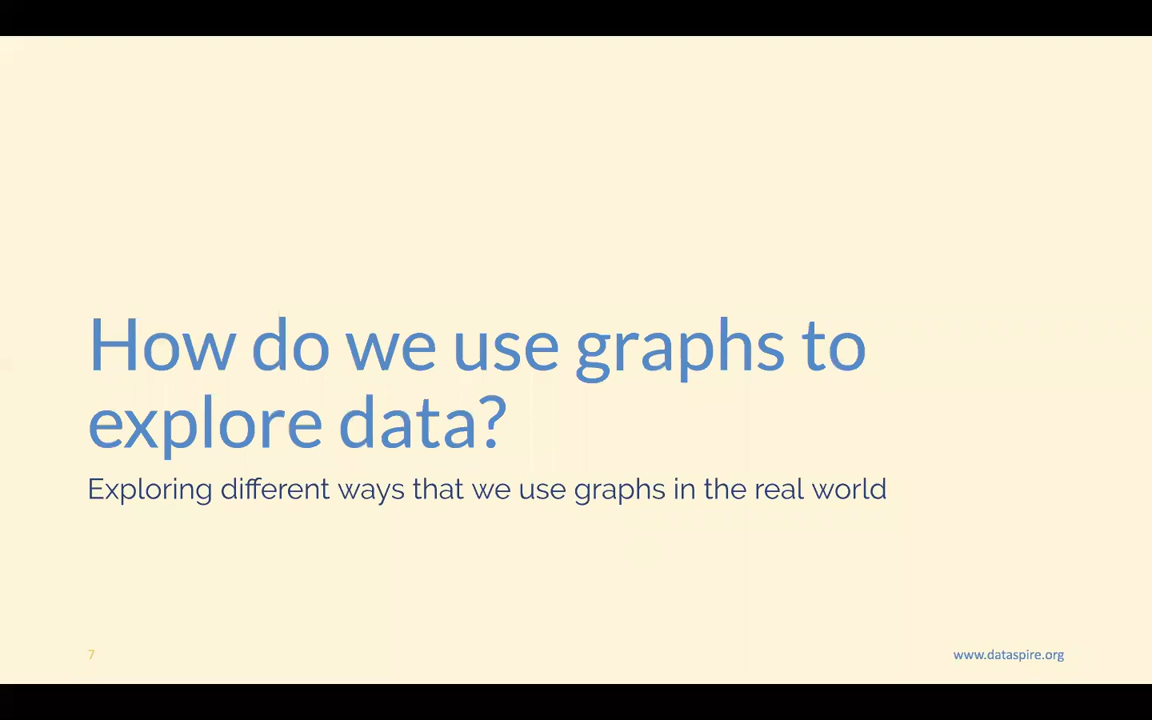 How do we use graphs to
explore data?
Exploring different ways that we use graphs in the real world
7
www.dataspire.org